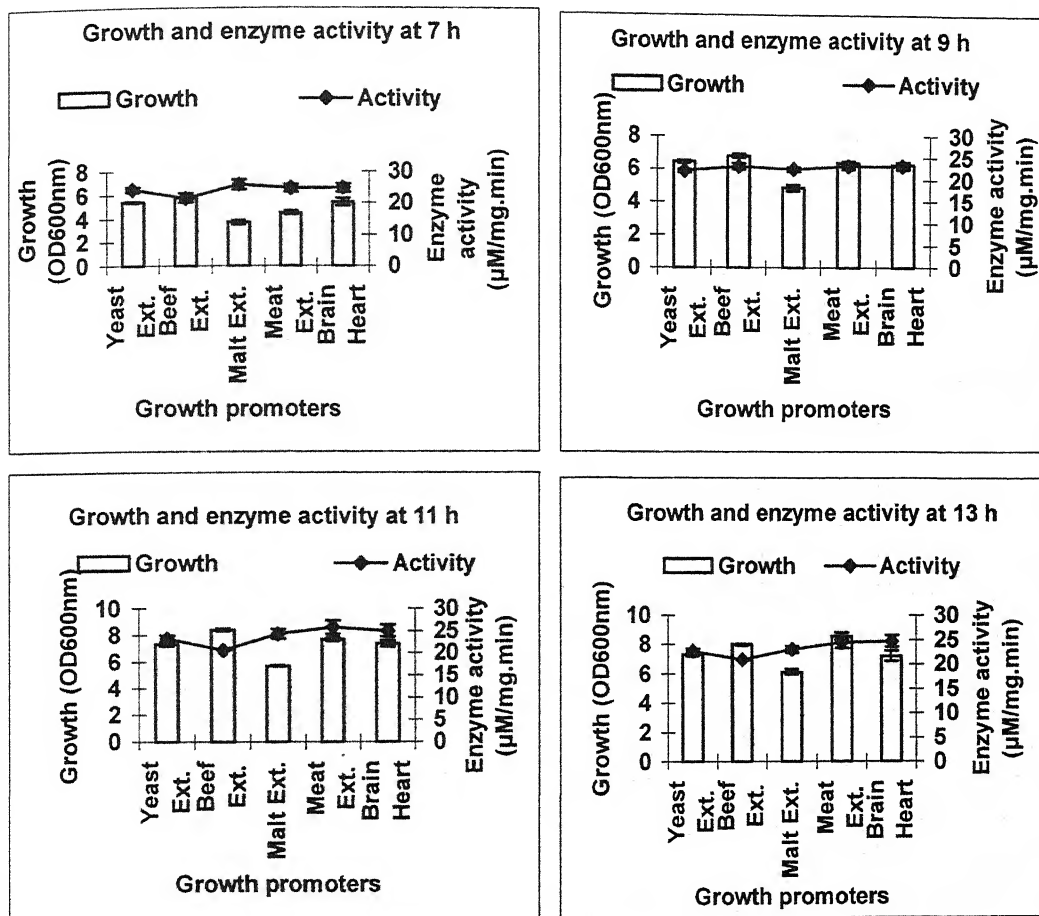 Growth and enzyme activity at 7 h
Growth
Activity
Growth
(OD600nm)
8
6
4
2
0
30
20
10
0
Enzyme
activity
(µM/mg.min)
Yeast
Ext.
Beef
Ext.
Malt Ext.
Meat
Ext.
Brain
Heart
Growth promoters
Growth and enzyme activity at 9 h
Growth
Activity
Growth (OD600nm)
8
6
4
2
0
30
25
20
15
10
5
0
Enzyme activity
(µM/mg.min)
Yeast
Ext.
Beef
Ext.
Malt Ext.
Meat
Ext.
Brain
Heart
Growth promoters
Growth and enzyme activity at 11 h
Growth
Activity
Growth (OD600nm)
10
8
6
4
2
0
30
25
20
15
10
5
0
Enzyme activity
(µM/mg.min)
Yeast
Ext.
Beef
Ext.
Malt Ext.
Meat
Ext.
Brain
Heart
Growth promoters
Growth and enzyme activity at 13 h
Growth
Activity
Growth (OD600nm)
10
8
6
4
2
0
30
25
20
15
10
5
0
Enzyme activity
(µM/mg.min)
Yeast
Ext.
Beef
Ext.
Malt Ext.
Meat
Ext.
Brain
Heart
Growth promoters